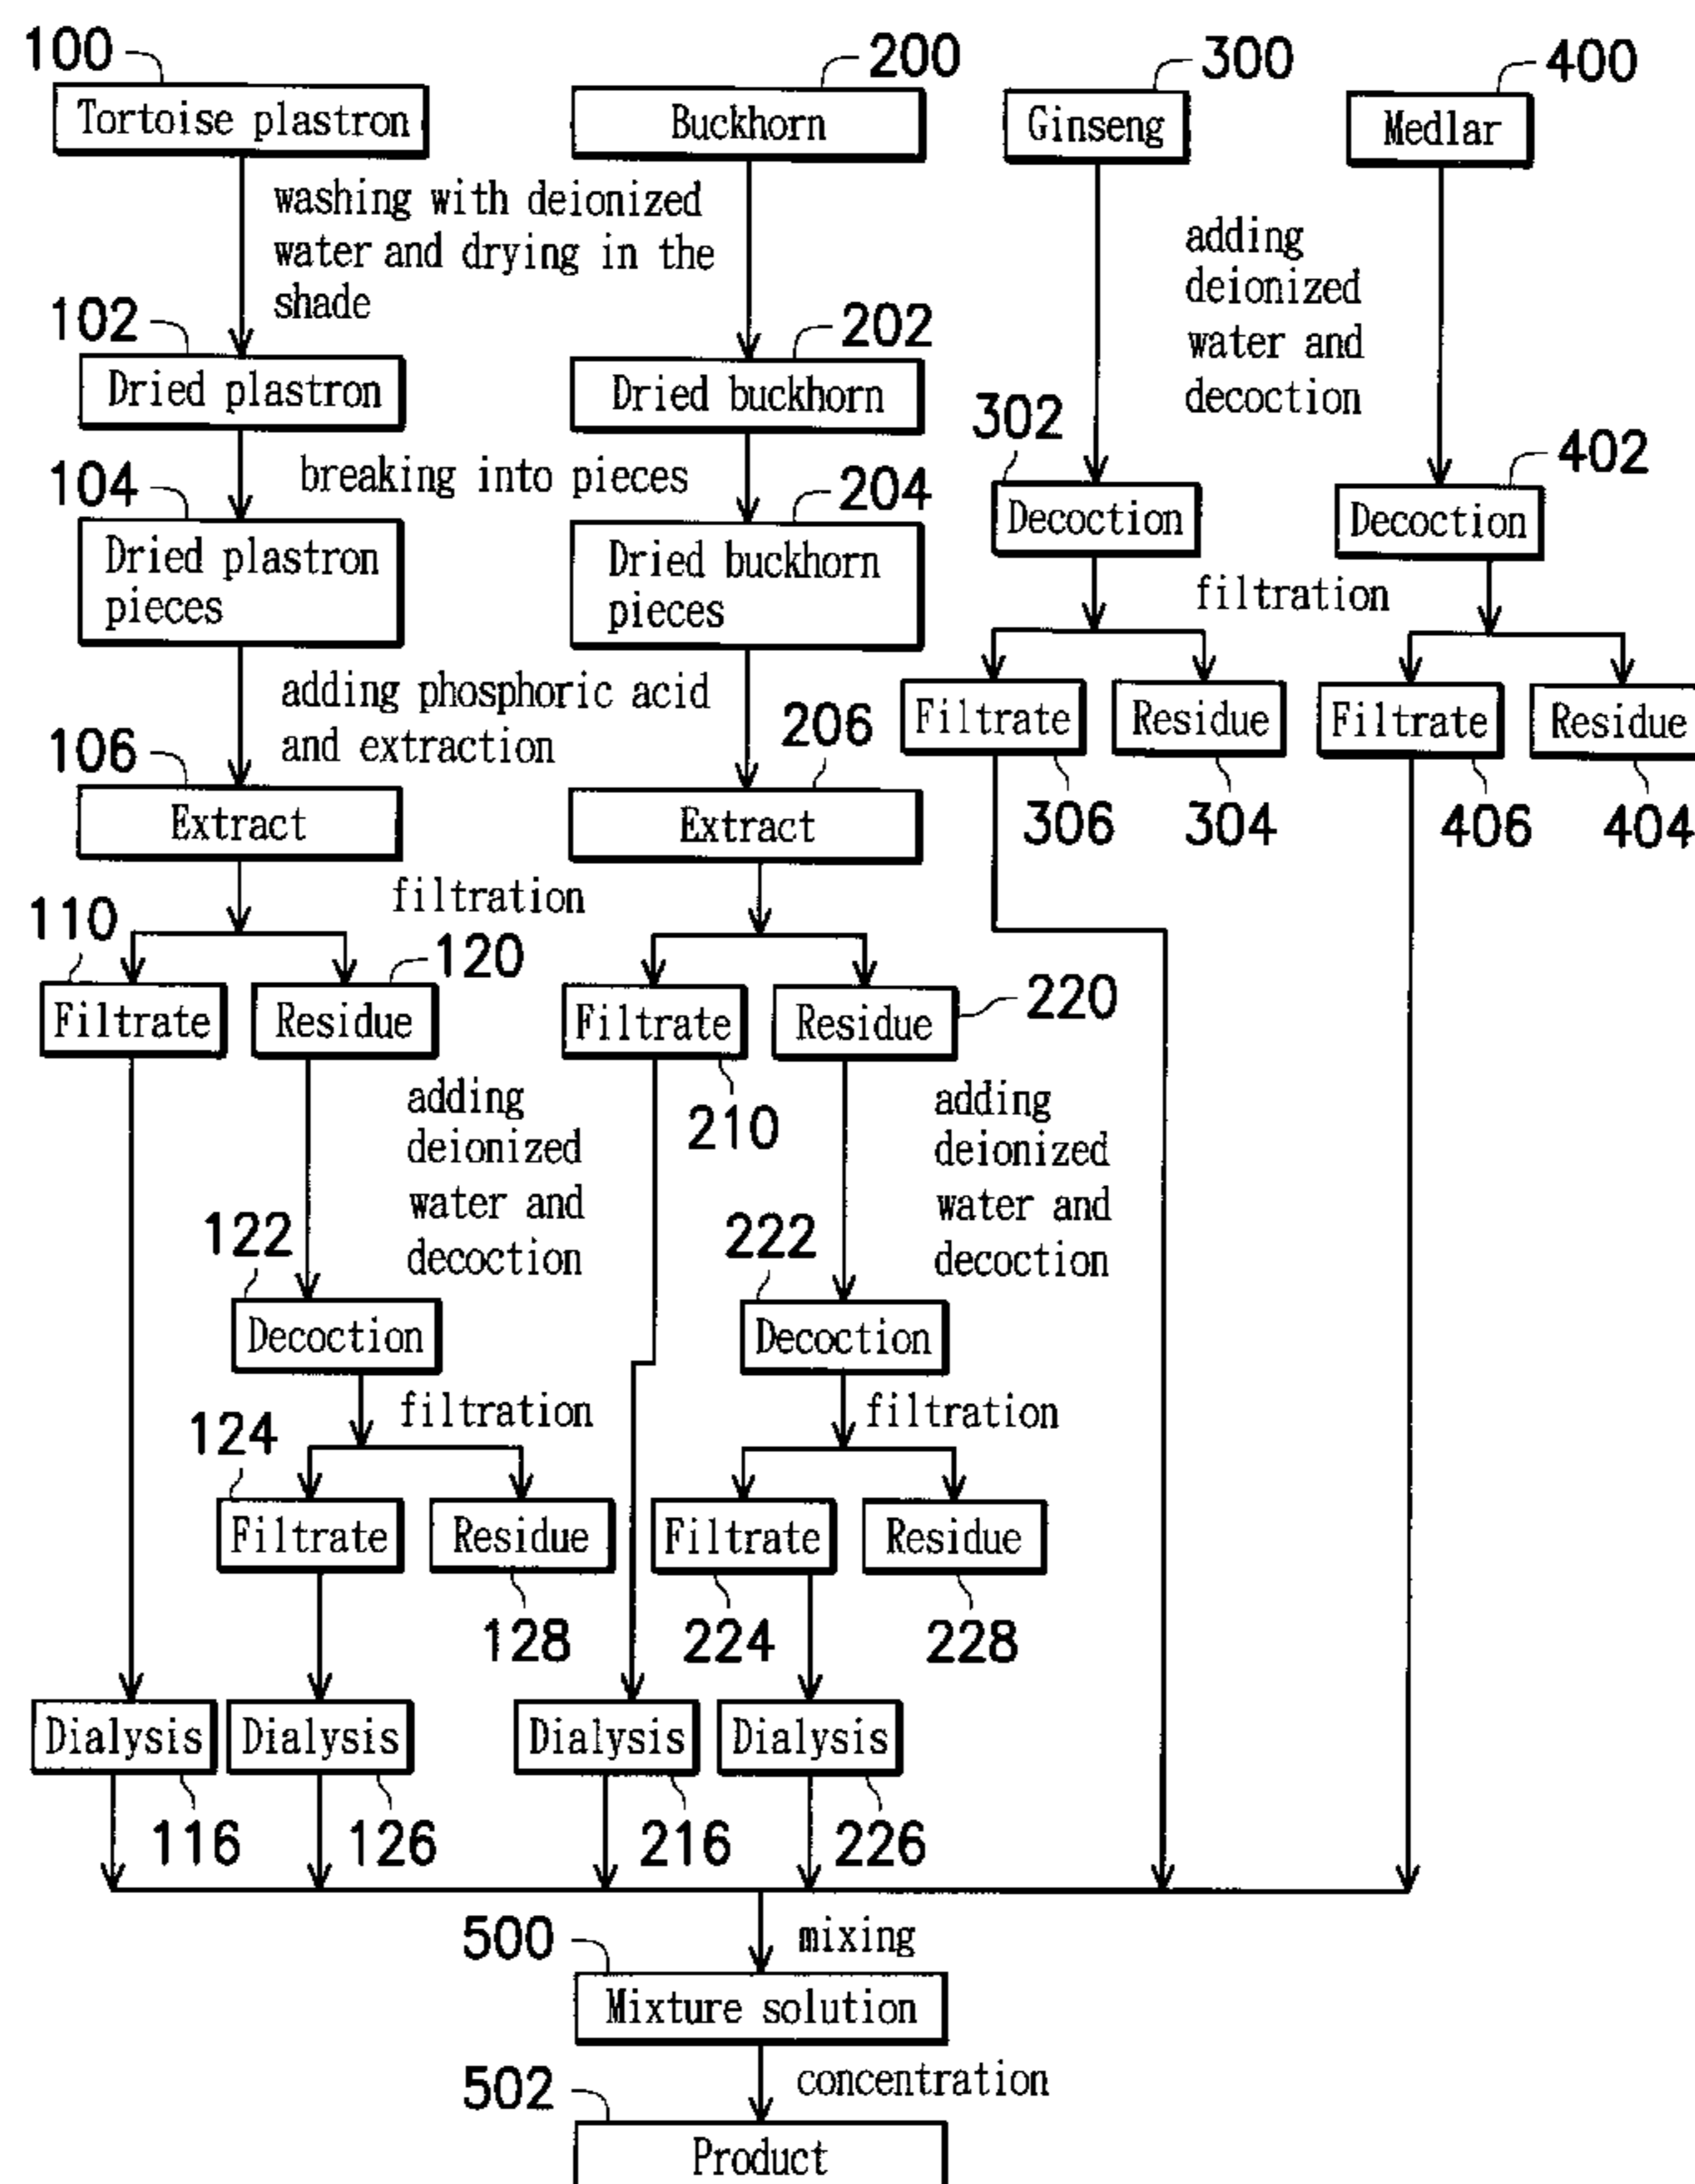 100
200
300
400
Tortoise plastron
Buckhorn
Ginseng
Medlar
washing with deionized
water and drying in the
shade
adding
deionized
water and
decoction
102
202
Dried plastron
Dried buckhorn
302
402
breaking into pieces
104
204
Decoction
Decoction
Dried plastron
pieces
Dried buckhorn
pieces
filtration
adding phosphoric acid
and extraction
Filtrate
Residue
Filtrate
Residue
106
206
306
304
406
404
Extract
Extract
filtration
110
120
220
Filtrate
Residue
Filtrate
Residue
210
adding
deionized
water and
decoction
adding
deionized
water and
decoction
122
222
Decoction
Decoction
filtration
filtration
124
Filtrate
Residue
Filtrate
Residue
128
224
228
Dialysis
Dialysis
Dialysis
Dialysis
116
126
216
226
mixing
500
Mixture solution
concentration
502
Product